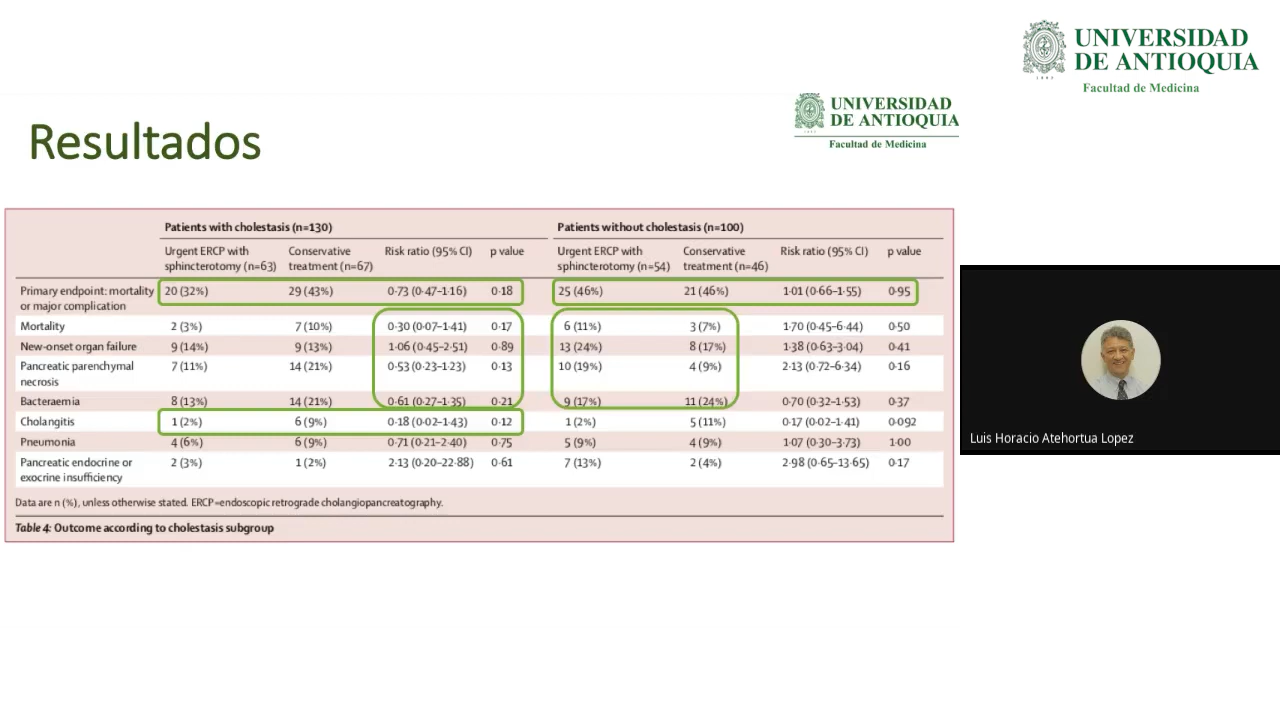 UNIVERSIDAD
DE ANTIOQUIA
1803
Facultad de Medicina
UNIVERSIDAD
DE ANTIOQUIA
Facultad de Medicina
Resultados
Patients with cholestasis (n=130) Patients without cholestasis (n=100)
Urgent ERCP with sphincterotomy (n=63) Conservative treatment (n=67) Risk ratio (95% CI) p value Urgent ERCP with sphincterotomy (n=54) Conservative treatment (n=46) Risk ratio (95% CI) p value
Primary endpoint: mortality or major complication 20 (32%) 29 (43%) 0·73 (0·47–1·16) 0·18 25 (46%) 21 (46%) 1·01 (0·66–1·55) 0·95
Mortality 2 (3%) 7 (10%) 0·30 (0·07–1·41) 0·17 6 (11%) 3 (7%) 1·70 (0·45–6·44) 0·50
New-onset organ failure 9 (14%) 9 (13%) 1·06 (0·45–2·51) 0·89 13 (24%) 8 (17%) 1·38 (0·63–3·04) 0·41
Pancreatic parenchymal necrosis 7 (11%) 14 (21%) 0·53 (0·23–1·23) 0·13 10 (19%) 4 (9%) 2·13 (0·72–6·34) 0·16
Bacteraemia 8 (13%) 14 (21%) 0·61 (0·27–1·35) 0·21 9 (17%) 11 (24%) 0·70 (0·32–1·53) 0·37
Cholangitis 1 (2%) 6 (9%) 0·18 (0·02–1·43) 0·12 1 (2%) 5 (11%) 0·17 (0·02–1·41) 0·092
Pneumonia 4 (6%) 6 (9%) 0·71 (0·21–2·40) 0·75 5 (9%) 4 (9%) 1·07 (0·30–3·73) 1·00
Pancreatic endocrine or exocrine insufficiency 2 (3%) 1 (2%) 2·13 (0·20–22·88) 0·61 7 (13%) 2 (4%) 2·98 (0·65–13·65) 0·17
Data are n (%), unless otherwise stated. ERCP=endoscopic retrograde cholangiopancreatography.
Table 4: Outcome according to cholestasis subgroup
Luis Horacio Atehortua Lopez